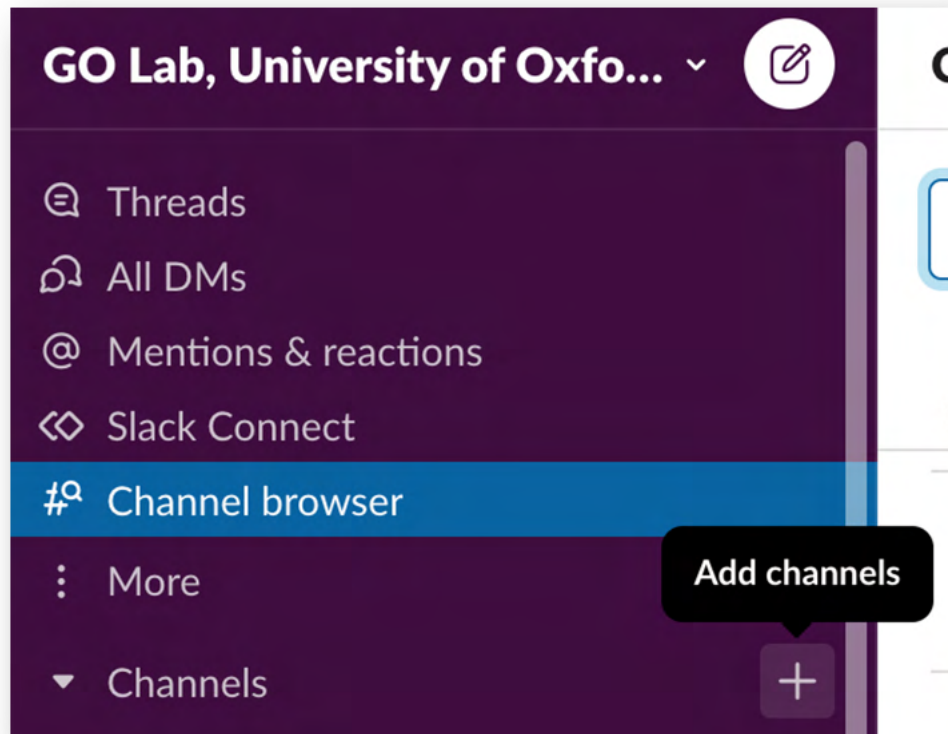 GO Lab, University of Oxfo...
Threads
All DMs
@ Mentions & reactions
Slack Connect
# Channel browser
Add channels
More
Channels
+